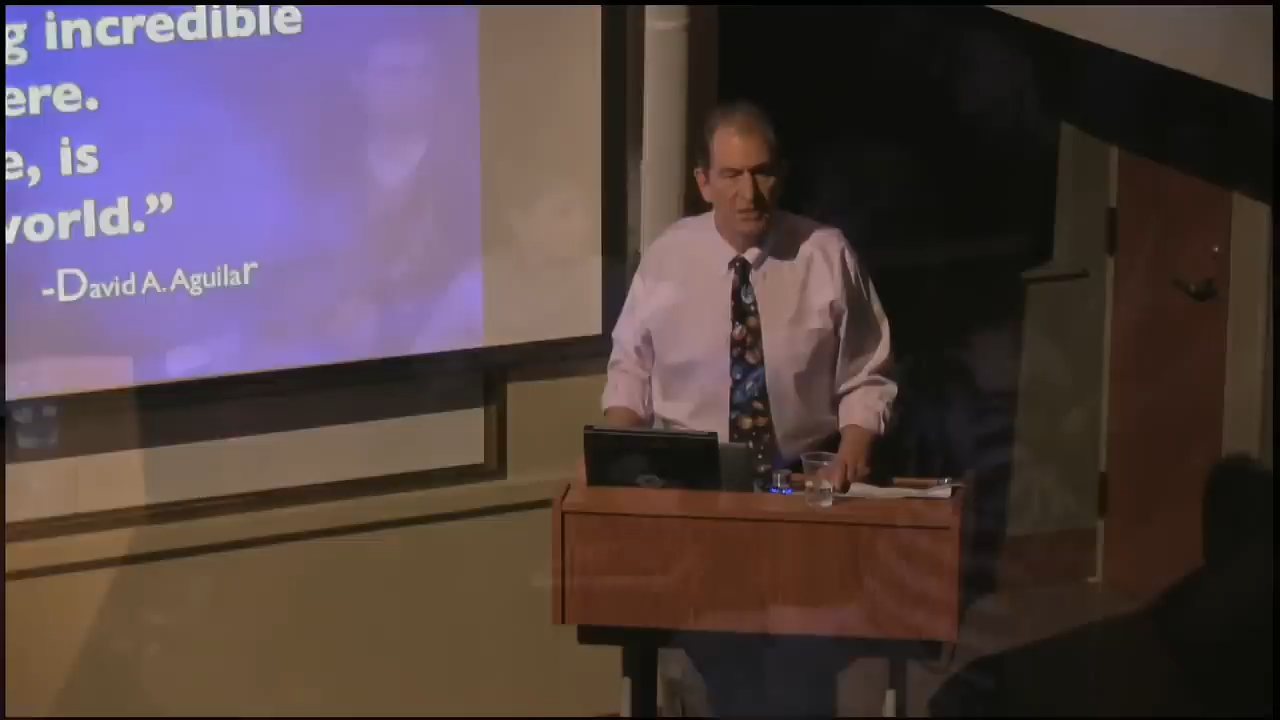 g incredible
ere.
e, is
world.”
-David A. Aguilar